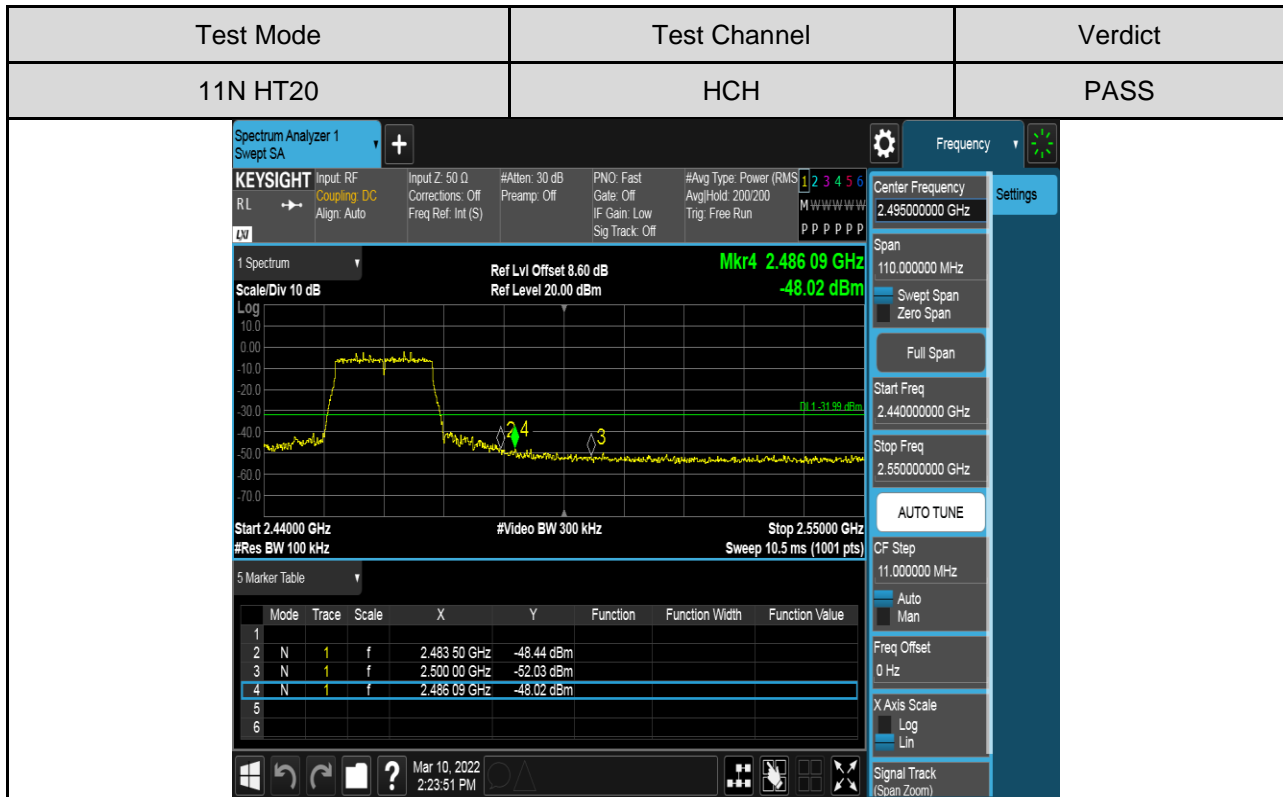 Test Mode Test Channel Verdict
11N HT20 HCH PASS
Spectrum Analyzer 1
Swept SA
+
Frequency
KEYSIGHT Input: RF Input Z: 50 Ω #Atten: 30 dB PNO: Fast #Avg Type: Power (RMS 1 2 3 4 5 6
RL Coupling: DC Corrections: Off Preamp: Off Gate: Off Avg|Hold: 200/200 M W W W W W
Align: Auto Freq Ref: Int (S) IF Gain: Low Trig: Free Run
LXI Sig Track: Off P P P P P P
1 Spectrum
Ref Lvl Offset 8.60 dB Mkr4 2.486 09 GHz
Scale/Div 10 dB Ref Level 20.00 dBm -48.02 dBm
Log
10.0
0.00
-10.0
-20.0
-30.0
DL1 -31.99 dBm
-40.0
2 4 3
-50.0
-60.0
-70.0
Start 2.44000 GHz #Video BW 300 kHz Stop 2.55000 GHz
#Res BW 100 kHz Sweep 10.5 ms (1001 pts)
5 Marker Table
Mode Trace Scale X Y Function Function Width Function Value
1
2 N 1 f 2.483 50 GHz -48.44 dBm
3 N 1 f 2.500 00 GHz -52.03 dBm
4 N 1 f 2.486 09 GHz -48.02 dBm
5
6
?
Mar 10, 2022
2:23:51 PM
Settings
Center Frequency
2.495000000 GHz
Span
110.000000 MHz
Swept Span
Zero Span
Full Span
Start Freq
2.440000000 GHz
Stop Freq
2.550000000 GHz
AUTO TUNE
CF Step
11.000000 MHz
Auto
Man
Freq Offset
0 Hz
X Axis Scale
Log
Lin
Signal Track
(Span Zoom)